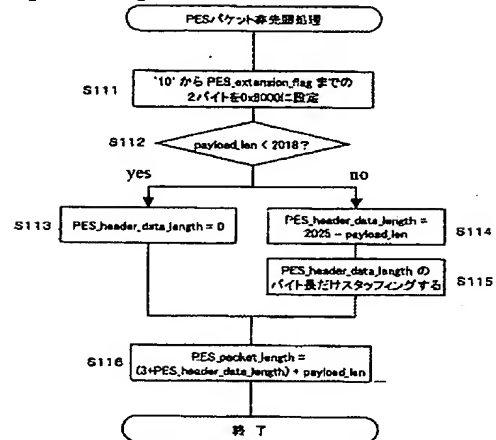 PESパケット非先頭処理
S111
'10' から PES_extension_flag までの
2バイトを0x8000に設定
S112
payload_len < 2018?
yes
no
S113
PES_header_data_length = 0
PES_header_data_length =
2025 - payload_len
S114
PES_header_data_length の
バイト長だけスタッフィングする
S115
S116
PES_packet_length =
(3+PES_header_data_length) + payload_len
終 了